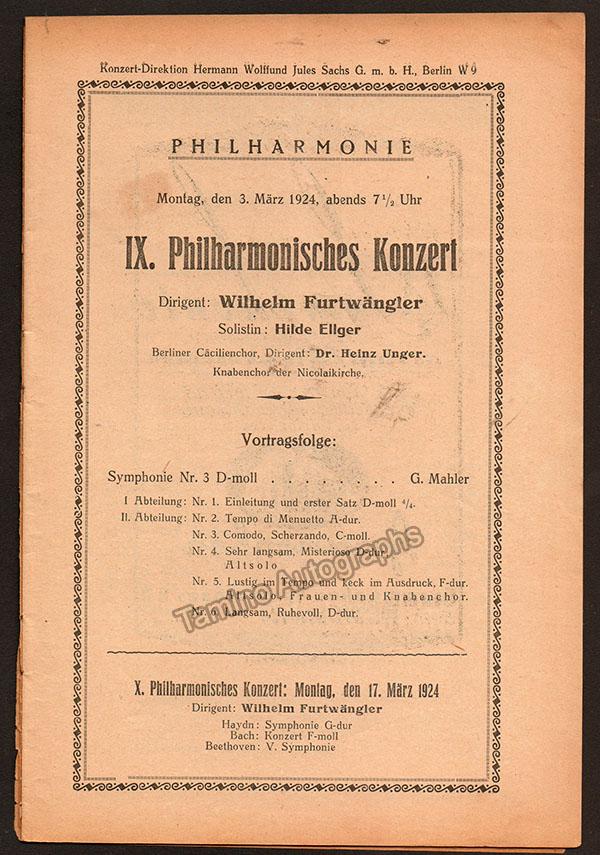 Konzert-Direktion Hermann Wolffund Jules Sachs G. m. b. H., Berlin W 9
PHILHARMONIE
Montag, den 3. März 1924, abends 7 1/2 Uhr
IX. Philharmonisches Konzert
Dirigent: Wilhelm Furtwängler
Solistin: Hilde Ellger
Berliner Cäcilienchor, Dirigent: Dr. Heinz Unger.
Knabenchor der Nicolaikirche.
Vortragsfolge:
Symphonie Nr. 3 D-moll . . . . . . . . . G. Mahler
I Abteilung: Nr. 1. Einleitung und erster Satz D-moll 4/4.
II. Abteilung: Nr. 2. Tempo di Menuetto A-dur.
Nr. 3. Comodo, Scherzando, C-moll.
Nr. 4. Sehr langsam, Misterioso D-dur,
Altsolo
Nr. 5. Lustig im Tempo und keck im Ausdruck, F-dur.
Altsolo, Frauen- und Knabenchor.
Nr. 6. Langsam, Ruhevoll, D-dur.
Tamino Autographs
X. Philharmonisches Konzert: Montag, den 17. März 1924
Dirigent: Wilhelm Furtwängler
Haydn: Symphonie G-dur
Bach: Konzert F-moll
Beethoven: V. Symphonie